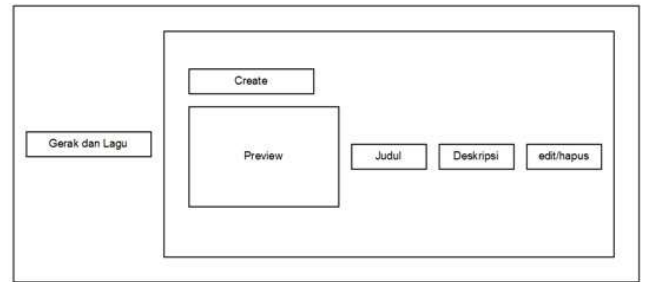 Create
Gerak dan Lagu
Preview
Judul
Deskripsi
edit/hapus